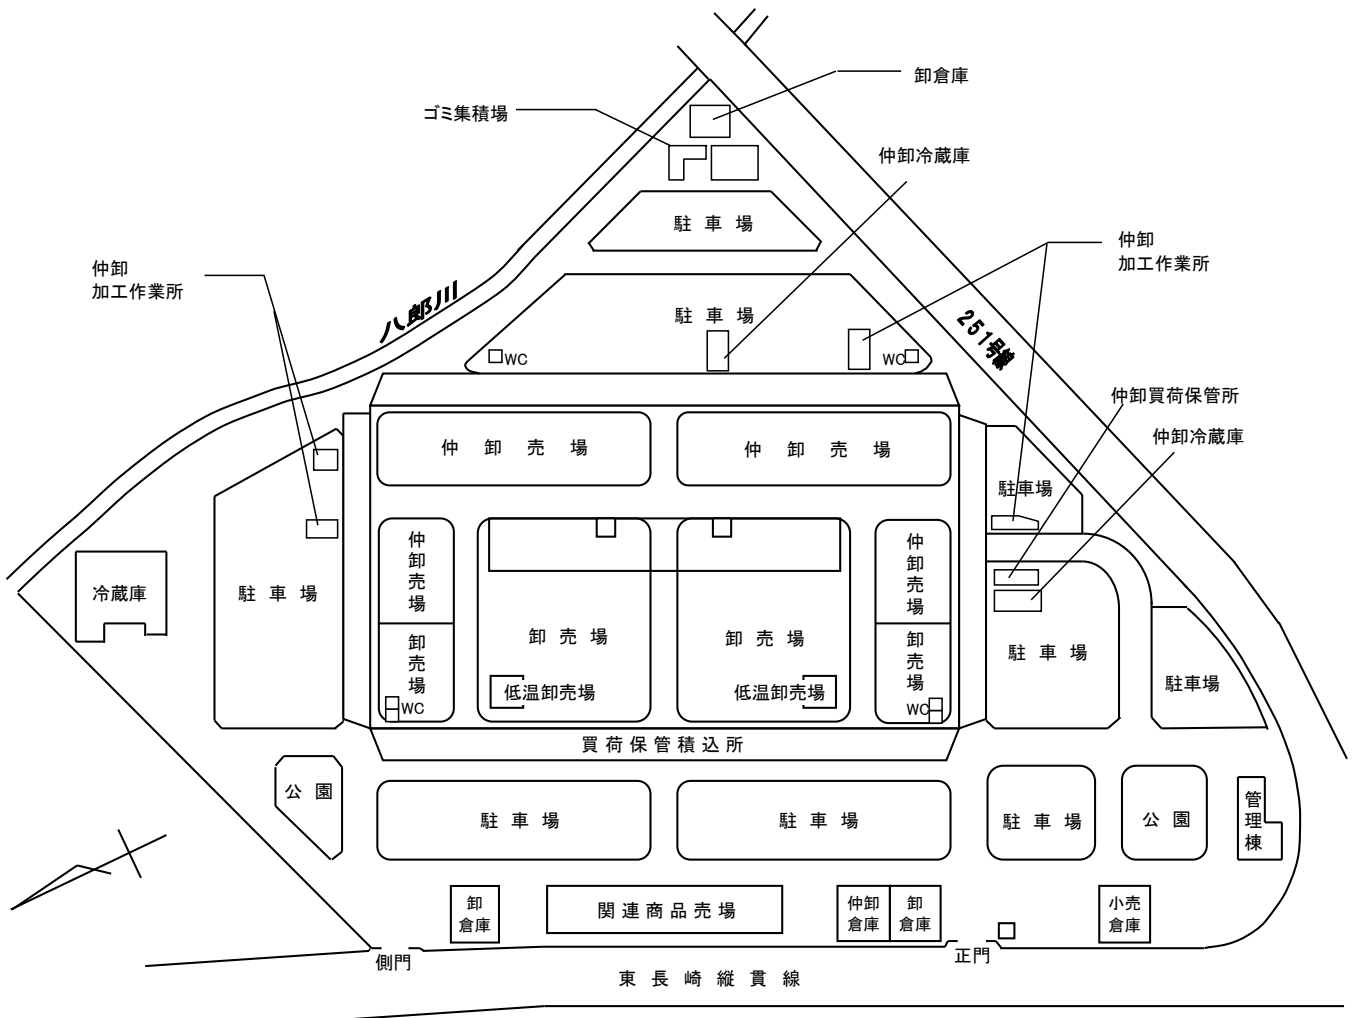 卸倉庫
ゴミ集積場
仲卸冷蔵庫
駐車場
仲卸
加工作業所
仲卸
加工作業所
八郎川
駐車場
251号線
WC
WC
仲卸買荷保管所
仲卸冷蔵庫
仲卸売場
仲卸売場
駐車場
仲卸売場
仲卸売場
冷蔵庫
駐車場
卸売場
卸売場
卸売場
卸売場
駐車場
駐車場
低温卸売場
低温卸売場
WC
WC
買荷保管積込所
公園
駐車場
駐車場
駐車場
公園
管理棟
卸
倉庫
関連商品売場
仲卸
倉庫
卸
倉庫
小売
倉庫
側門
正門
東長崎縦貫線